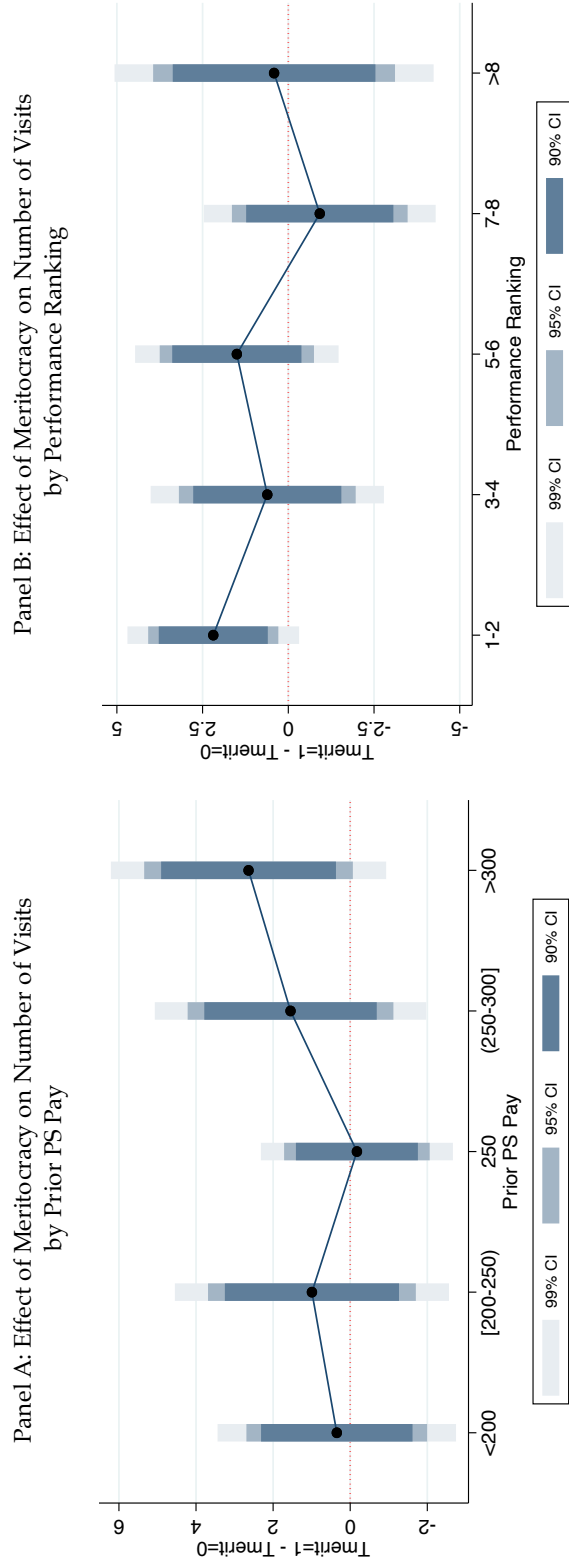 Panel A: Effect of Meritocracy on Number of Visits
by Prior PS Pay
Tmerit=1 - Tmerit=0
6
4
2
0
-2
<200
[200-250)
250
(250-300]
>300
Prior PS Pay
99% CI
95% CI
90% CI
Panel B: Effect of Meritocracy on Number of Visits
by Performance Ranking
Tmerit=1 - Tmerit=0
5
2.5
0
-2.5
-5
1-2
3-4
5-6
7-8
>8
Performance Ranking
99% CI
95% CI
90% CI